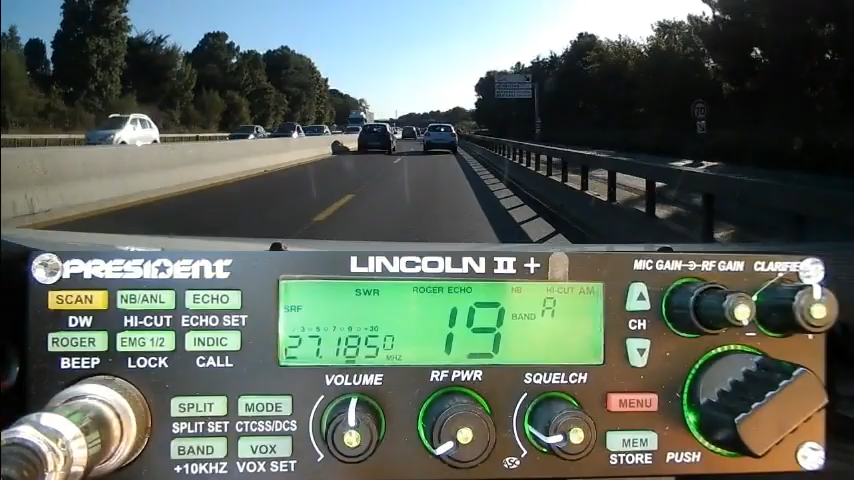 PRESIDENT
LINCOLN II +
MIC GAIN RF GAIN CLARIFIER
SCAN NB/ANL ECHO
DW HI-CUT ECHO SET
ROGER EMG 1/2 INDIC
BEEP LOCK CALL
SWR ROGER ECHO NB HI-CUT AM
SRF
BAND A
27.1850 MHZ
19
CH
VOLUME RF PWR SQUELCH
SPLIT MODE
SPLIT SET CTCSS/DCS
BAND VOX
+10KHZ VOX SET
ASC
MENU
MEM
STORE PUSH